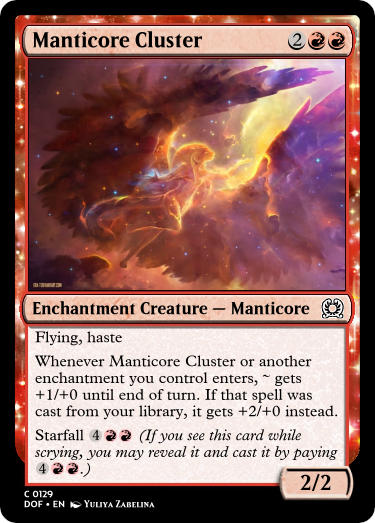 Manticore Cluster 2
Enchantment Creature — Manticore
Flying, haste
Whenever Manticore Cluster or another
enchantment you control enters, ~ gets
+1/+0 until end of turn. If that spell was
cast from your library, it gets +2/+0 instead.
Starfall 4 (If you see this card while
scrying, you may reveal it and cast it by paying
4.)
2/2
C 0129
DOF • EN Yuliya Zabelina